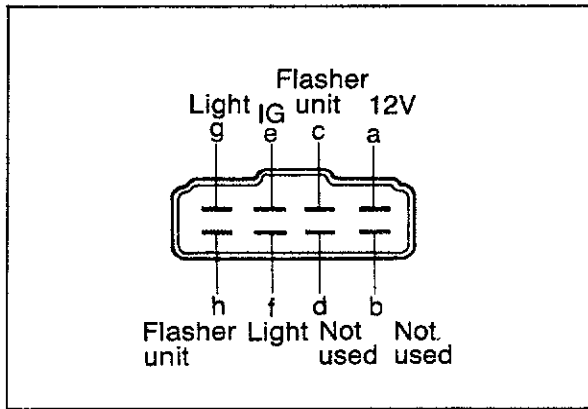 Flasher
Light IG unit 12V
g e c a
h f d b
Flasher Light Not Not.
unit used used